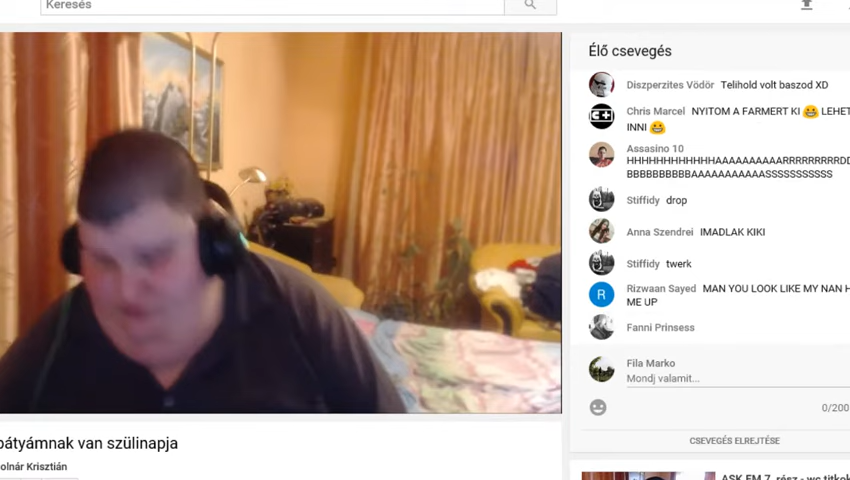 Keresés
Élő csevegés
Diszperzites Vödör Telihold volt baszod XD
Chris Marcel NYITOM A FARMERT KI 😀 LEHET
INNI 😀
Assasino 10
HHHHHHHHHHHHHAAAAAAAAAARRRRRRRRRDD
BBBBBBBBBBAAAAAAAAAAASSSSSSSSSSS
Stiffidy drop
Anna Szendrei IMADLAK KIKI
Stiffidy twerk
R
Rizwaan Sayed MAN YOU LOOK LIKE MY NAN H
ME UP
Fanni Prinsess
Fila Marko
Mondj valamit...
0/200
CSEVEGÉS ELREJTÉSE
bátyámnak van szülinapja
olnár Krisztián
ASK.FM 7. rész - wc titkok